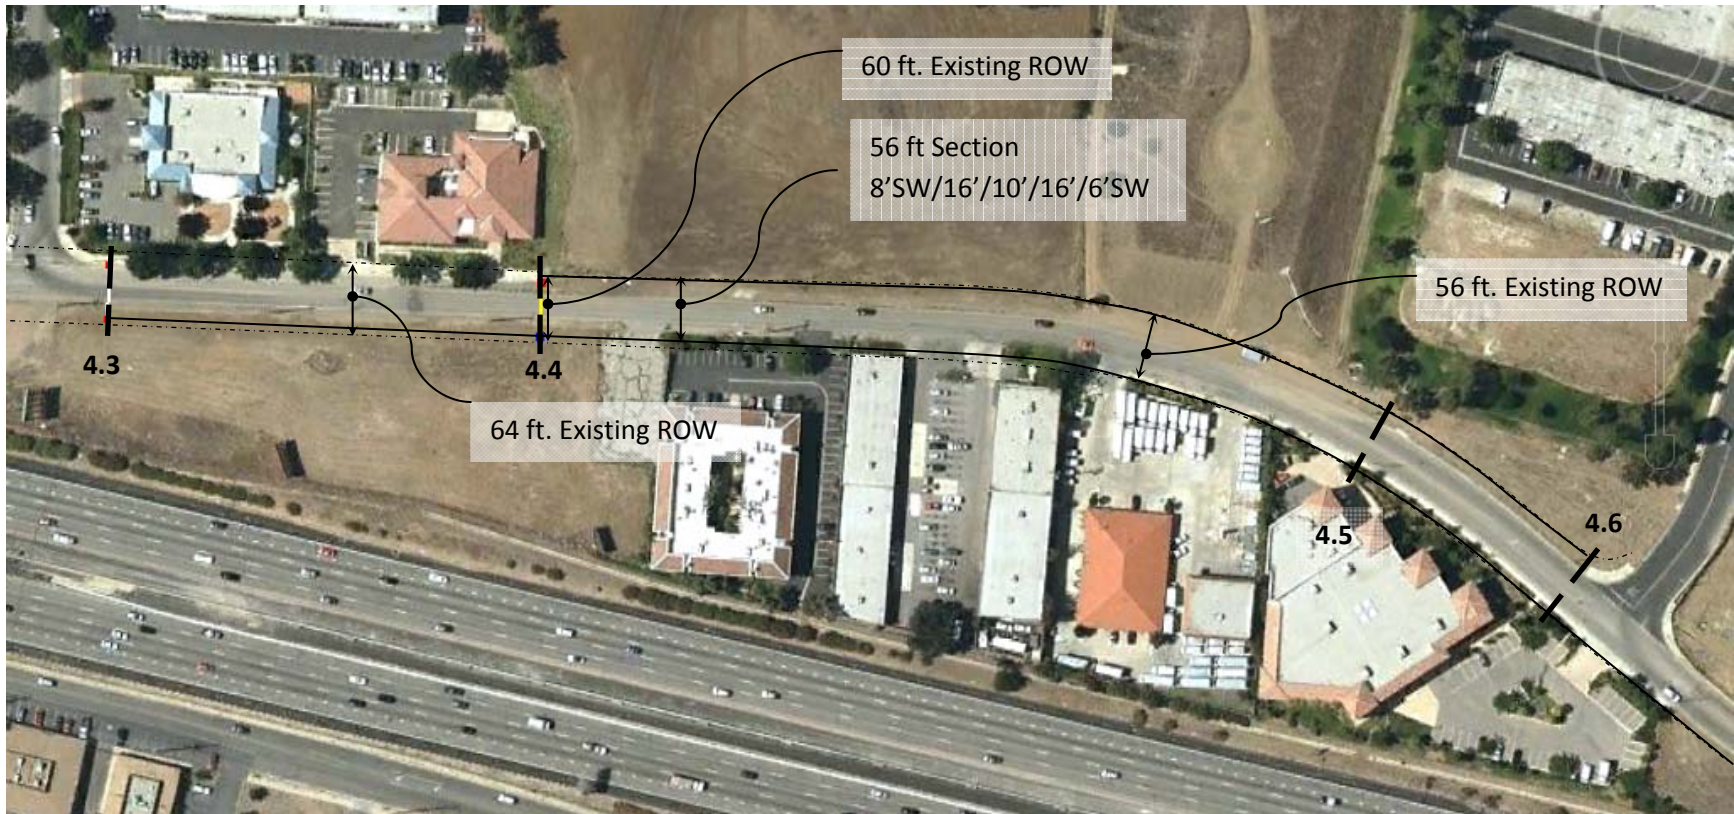 60 ft. Existing ROW
56 ft Section
8’SW/16’/10’/16’/6’SW
56 ft. Existing ROW
4.3
4.4
64 ft. Existing ROW
4.5
4.6